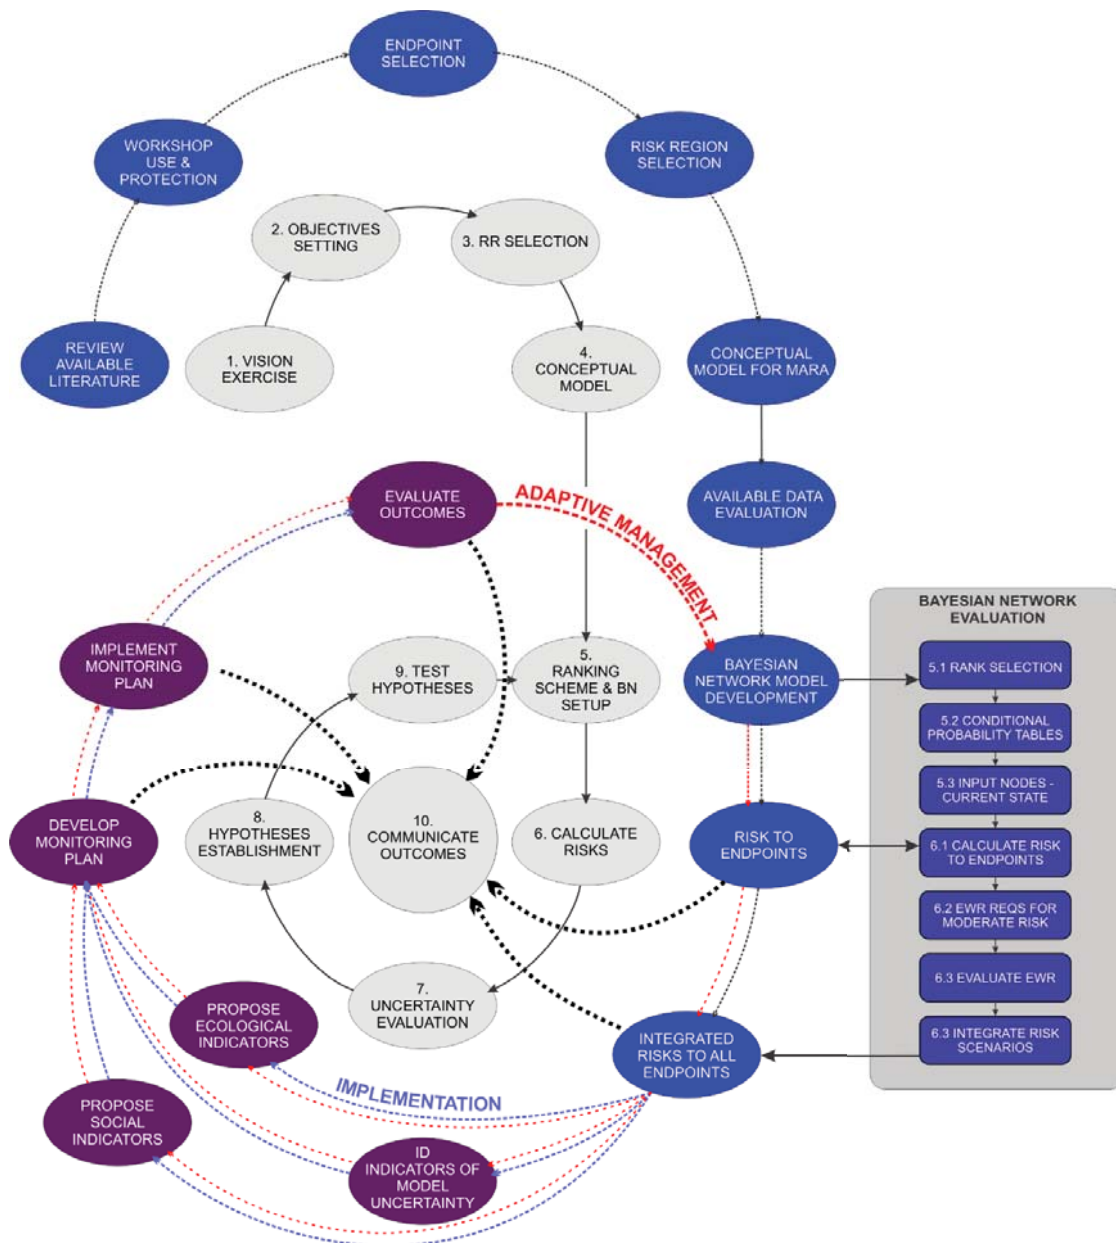 ENDPOINT
SELECTION
WORKSHOP
USE &
PROTECTION
RISK REGION
SELECTION
2. OBJECTIVES
SETTING
3. RR SELECTION
REVIEW
AVAILABLE
LITERATURE
1. VISION
EXERCISE
4.
CONCEPTUAL
MODEL
CONCEPTUAL
MODEL FOR MARA
EVALUATE
OUTCOMES
ADAPTIVE MANAGEMENT
AVAILABLE DATA
EVALUATION
IMPLEMENT
MONITORING
PLAN
9. TEST
HYPOTHESES
5.
RANKING
SCHEME & BN
SETUP
BAYESIAN
NETWORK MODEL
DEVELOPMENT
BAYESIAN NETWORK
EVALUATION
5.1 RANK SELECTION
5.2 CONDITIONAL
PROBABILITY TABLES
5.3 INPUT NODES -
CURRENT STATE
6.1 CALCULATE RISK
TO ENDPOINTS
6.2 EWR REQS FOR
MODERATE RISK
6.3 EVALUATE EWR
6.3 INTEGRATE RISK
SCENARIOS
DEVELOP
MONITORING
PLAN
8.
HYPOTHESES
ESTABLISHMENT
10.
COMMUNICATE
OUTCOMES
6. CALCULATE
RISKS
RISK TO
ENDPOINTS
7.
UNCERTAINTY
EVALUATION
PROPOSE
ECOLOGICAL
INDICATORS
INTEGRATED
RISKS TO ALL
ENDPOINTS
IMPLEMENTATION
PROPOSE
SOCIAL
INDICATORS
ID
INDICATORS OF
MODEL
UNCERTAINTY